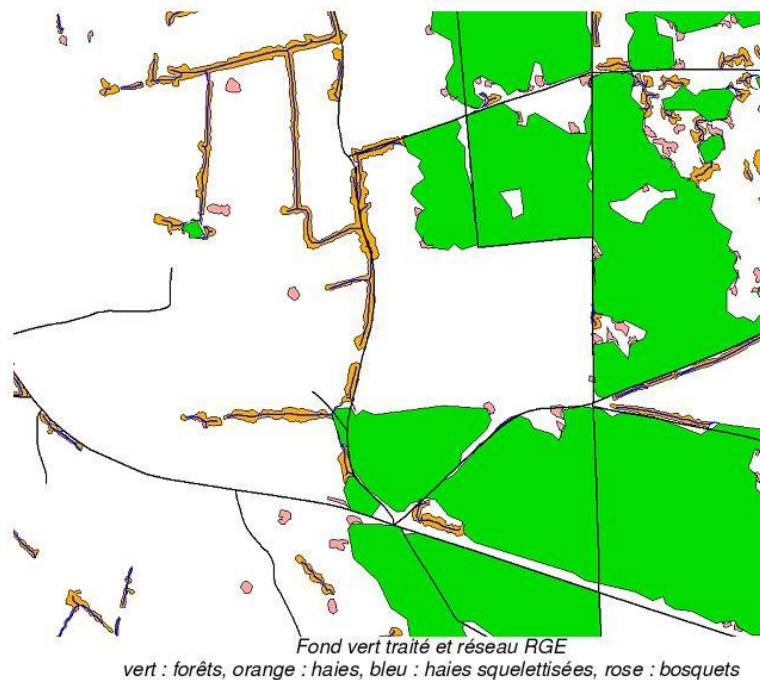 Fond vert traité et réseau RGE
vert : forêts, orange : haies, bleu : haies squelettisées, rose : bosquets